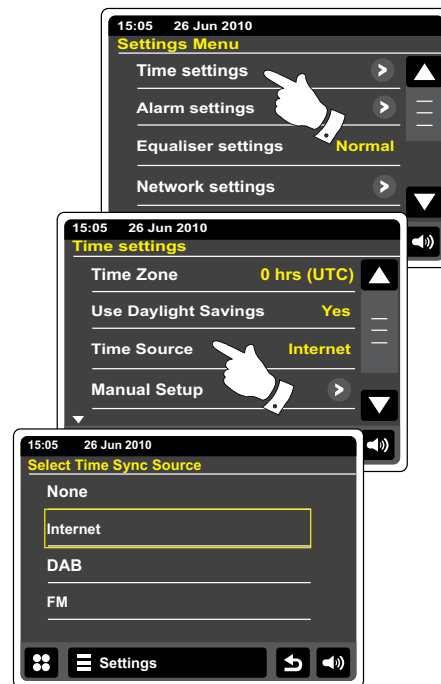 15:05 26 Jun 2010
Settings Menu
Time settings
Alarm settings
Equaliser settings Normal
Network settings
15:05 26 Jun 2010
Time settings
Time Zone 0 hrs (UTC)
Use Daylight Savings Yes
Time Source Internet
Manual Setup
15:05 26 Jun 2010
Select Time Sync Source
None
Internet
DAB
FM
Settings